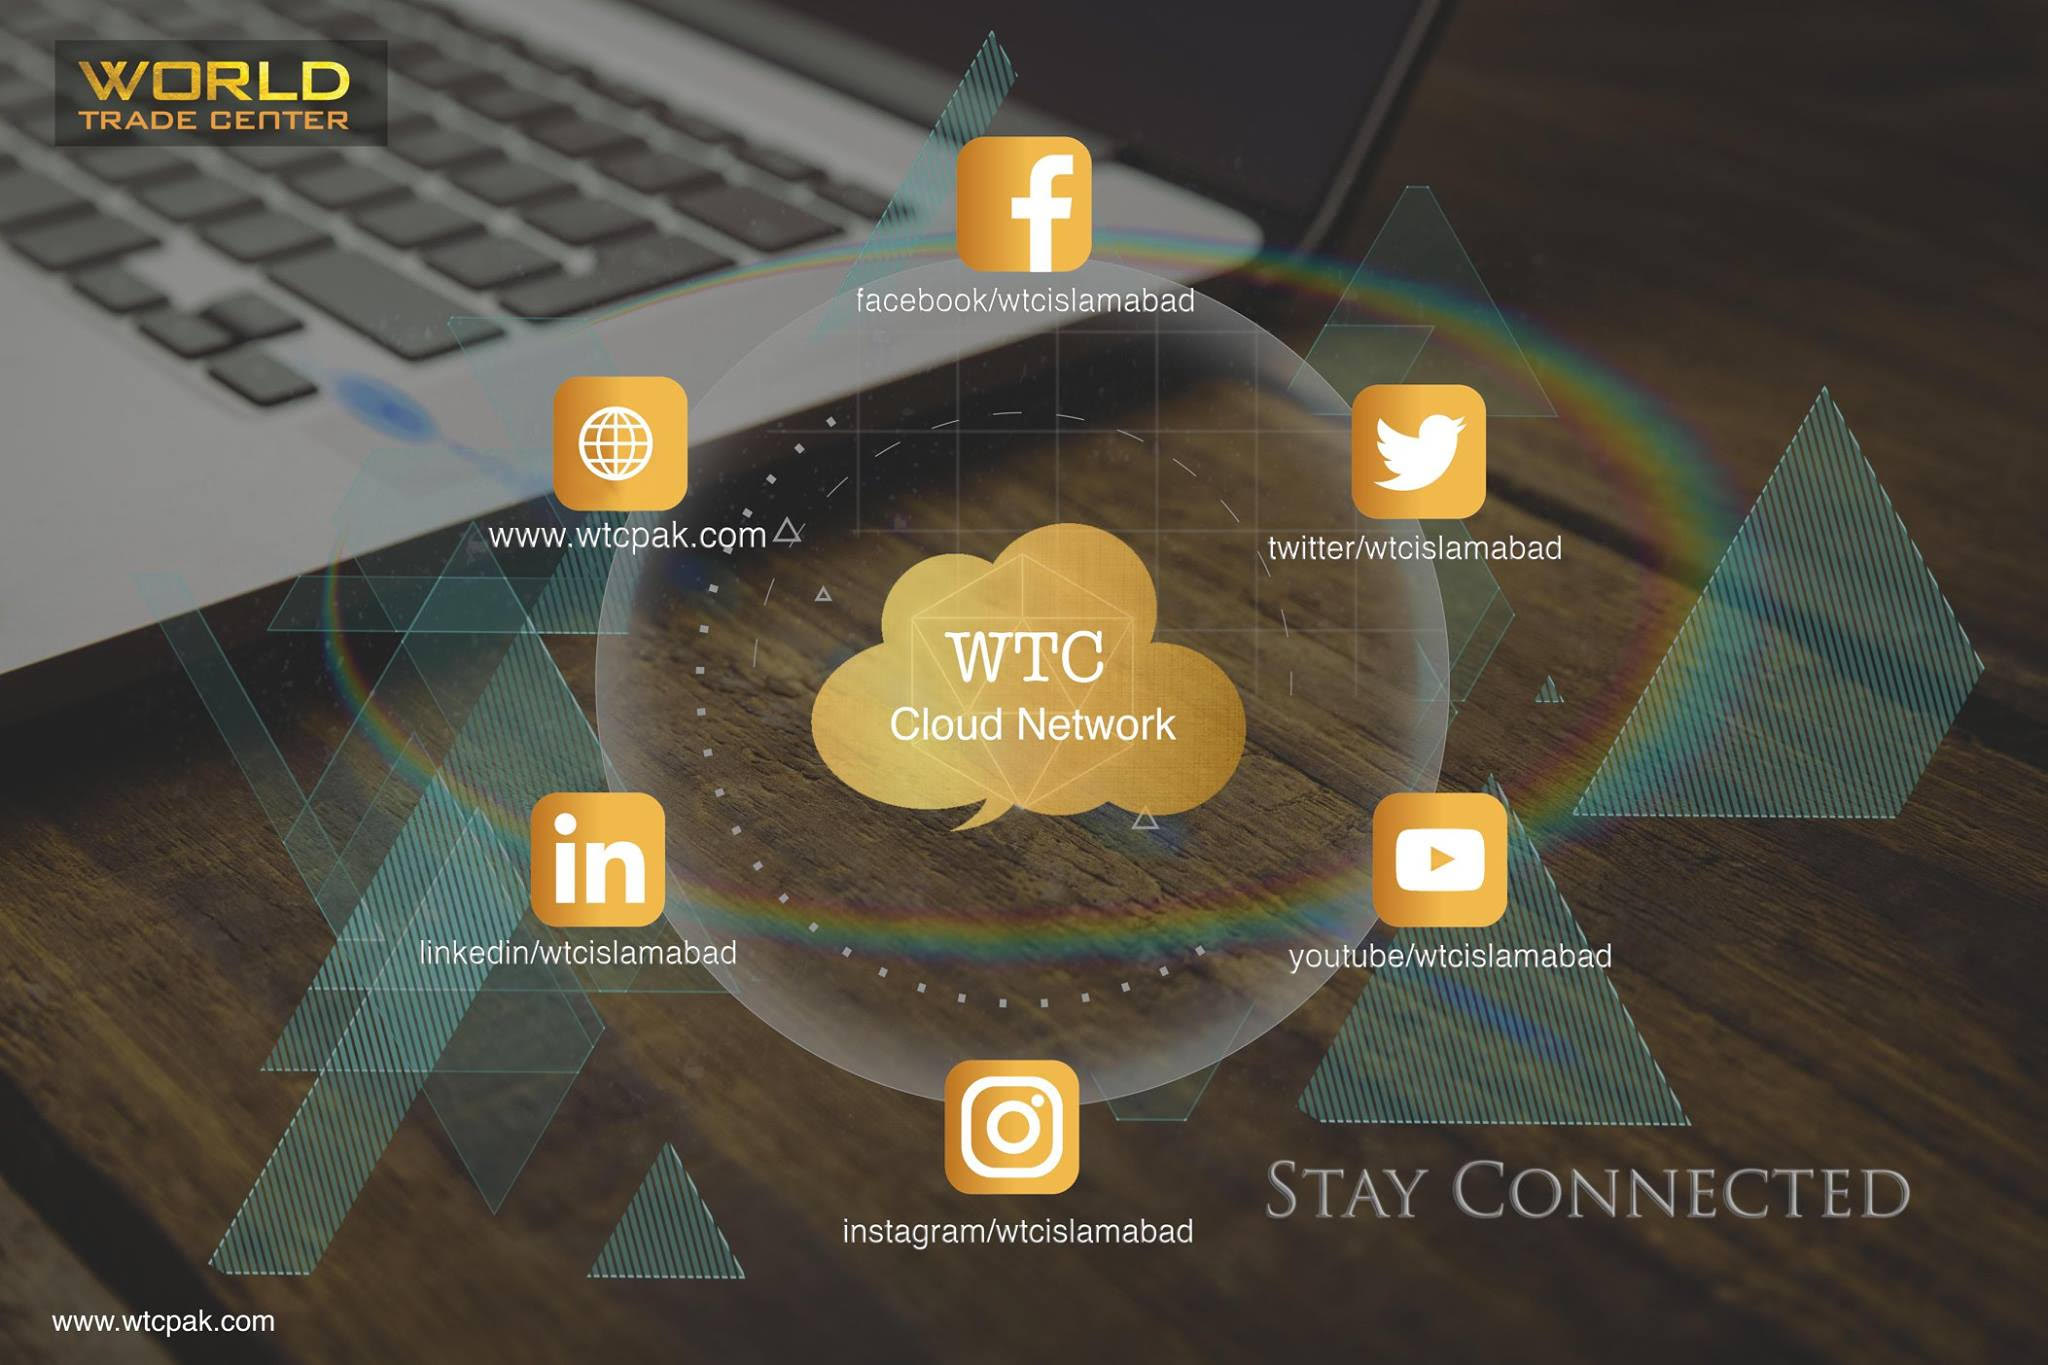 WORLD
TRADE CENTER
facebook/wtcislamabad
www.wtcpak.com
twitter/wtcislamabad
WTC
Cloud Network
linkedin/wtcislamabad
youtube/wtcislamabad
instagram/wtcislamabad
STAY CONNECTED
www.wtcpak.com